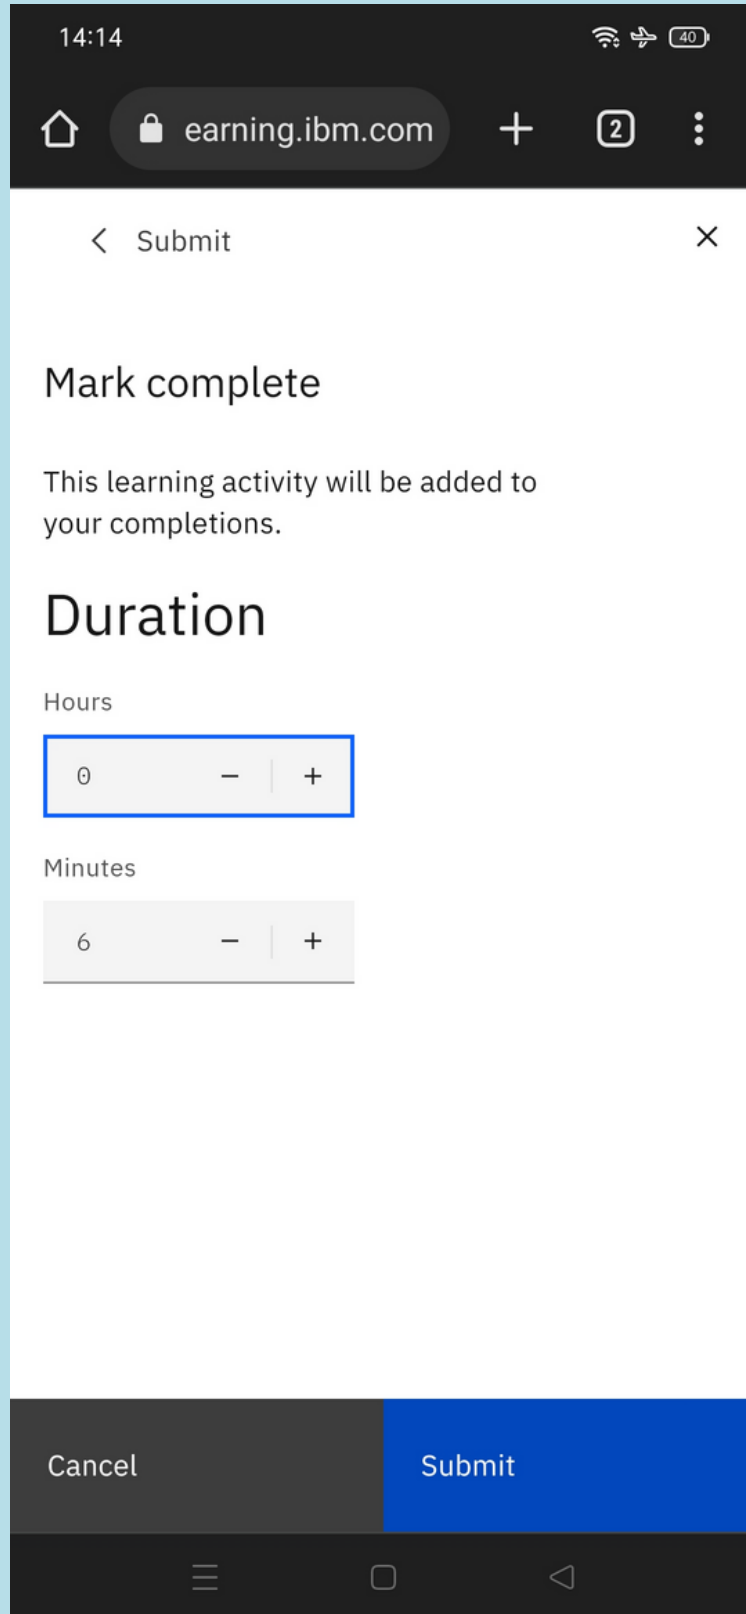 14:14
40
earning.ibm.com
2
Submit
Mark complete
This learning activity will be added to
your completions.
Duration
Hours
0
Minutes
6
Cancel
Submit